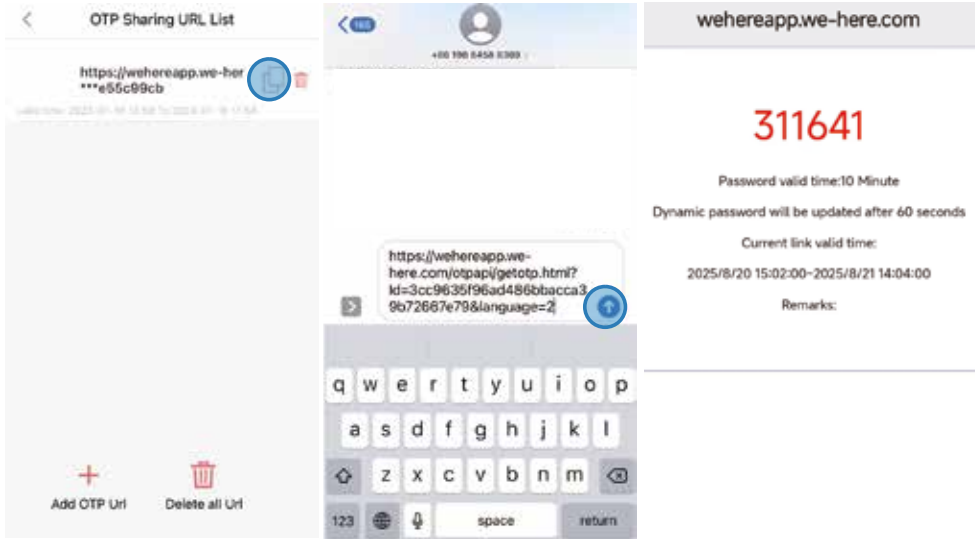 OTP Sharing URL List
https://wehereapp.we-her
***e55c99cb
165
https://wehereapp.we-
here.com/otpapi/getotp.html?
Id=3cc9635f96ad486bbacca3
9b72667e79&language=2
q w e r t y u i o p
a s d f g h j k l
z x c v b n m
123
space
return
Add OTP Url
Delete all Url
wehereapp.we-here.com
311641
Password valid time:10 Minute
Dynamic password will be updated after 60 seconds
Current link valid time:
2025/8/20 15:02:00-2025/8/21 14:04:00
Remarks: